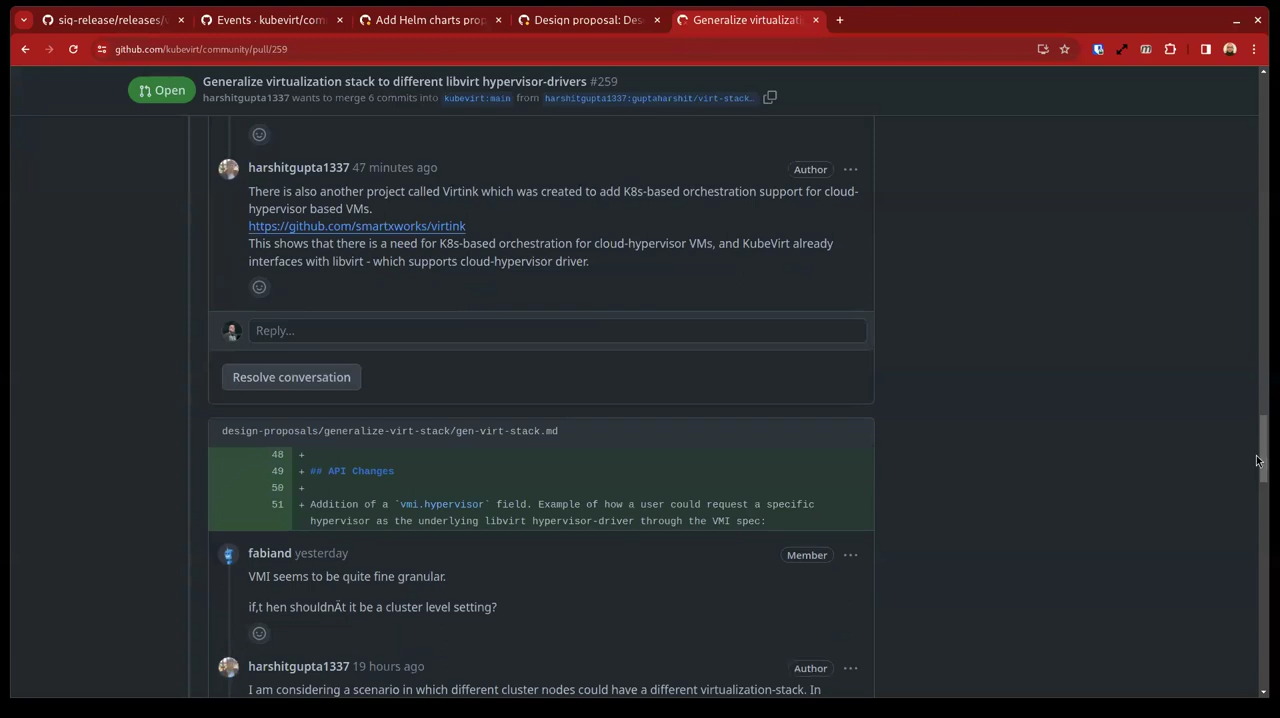 sig-release/releases/
Events · kubevirt/com
Add Helm charts prop
Design proposal: Des
Generalize virtualizati
github.com/kubevirt/community/pull/259
Open
Generalize virtualization stack to different libvirt hypervisor-drivers #259
harshitgupta1337 wants to merge 6 commits into kubevirt:main from harshitgupta1337:guptaharshit/virt-stack…
harshitgupta1337 47 minutes ago
Author
There is also another project called Virtink which was created to add K8s-based orchestration support for cloud-
hypervisor based VMs.
https://github.com/smartxworks/virtink
This shows that there is a need for K8s-based orchestration for cloud-hypervisor VMs, and KubeVirt already
interfaces with libvirt - which supports cloud-hypervisor driver.
Reply...
Resolve conversation
design-proposals/generalize-virt-stack/gen-virt-stack.md
48 +
49 + ## API Changes
50 +
51 + Addition of a `vmi.hypervisor` field. Example of how a user could request a specific
hypervisor as the underlying libvirt hypervisor-driver through the VMI spec:
fabiand yesterday
Member
VMI seems to be quite fine granular.
if,t hen shouldnÄt it be a cluster level setting?
harshitgupta1337 19 hours ago
Author
I am considering a scenario in which different cluster nodes could have a different virtualization-stack. In